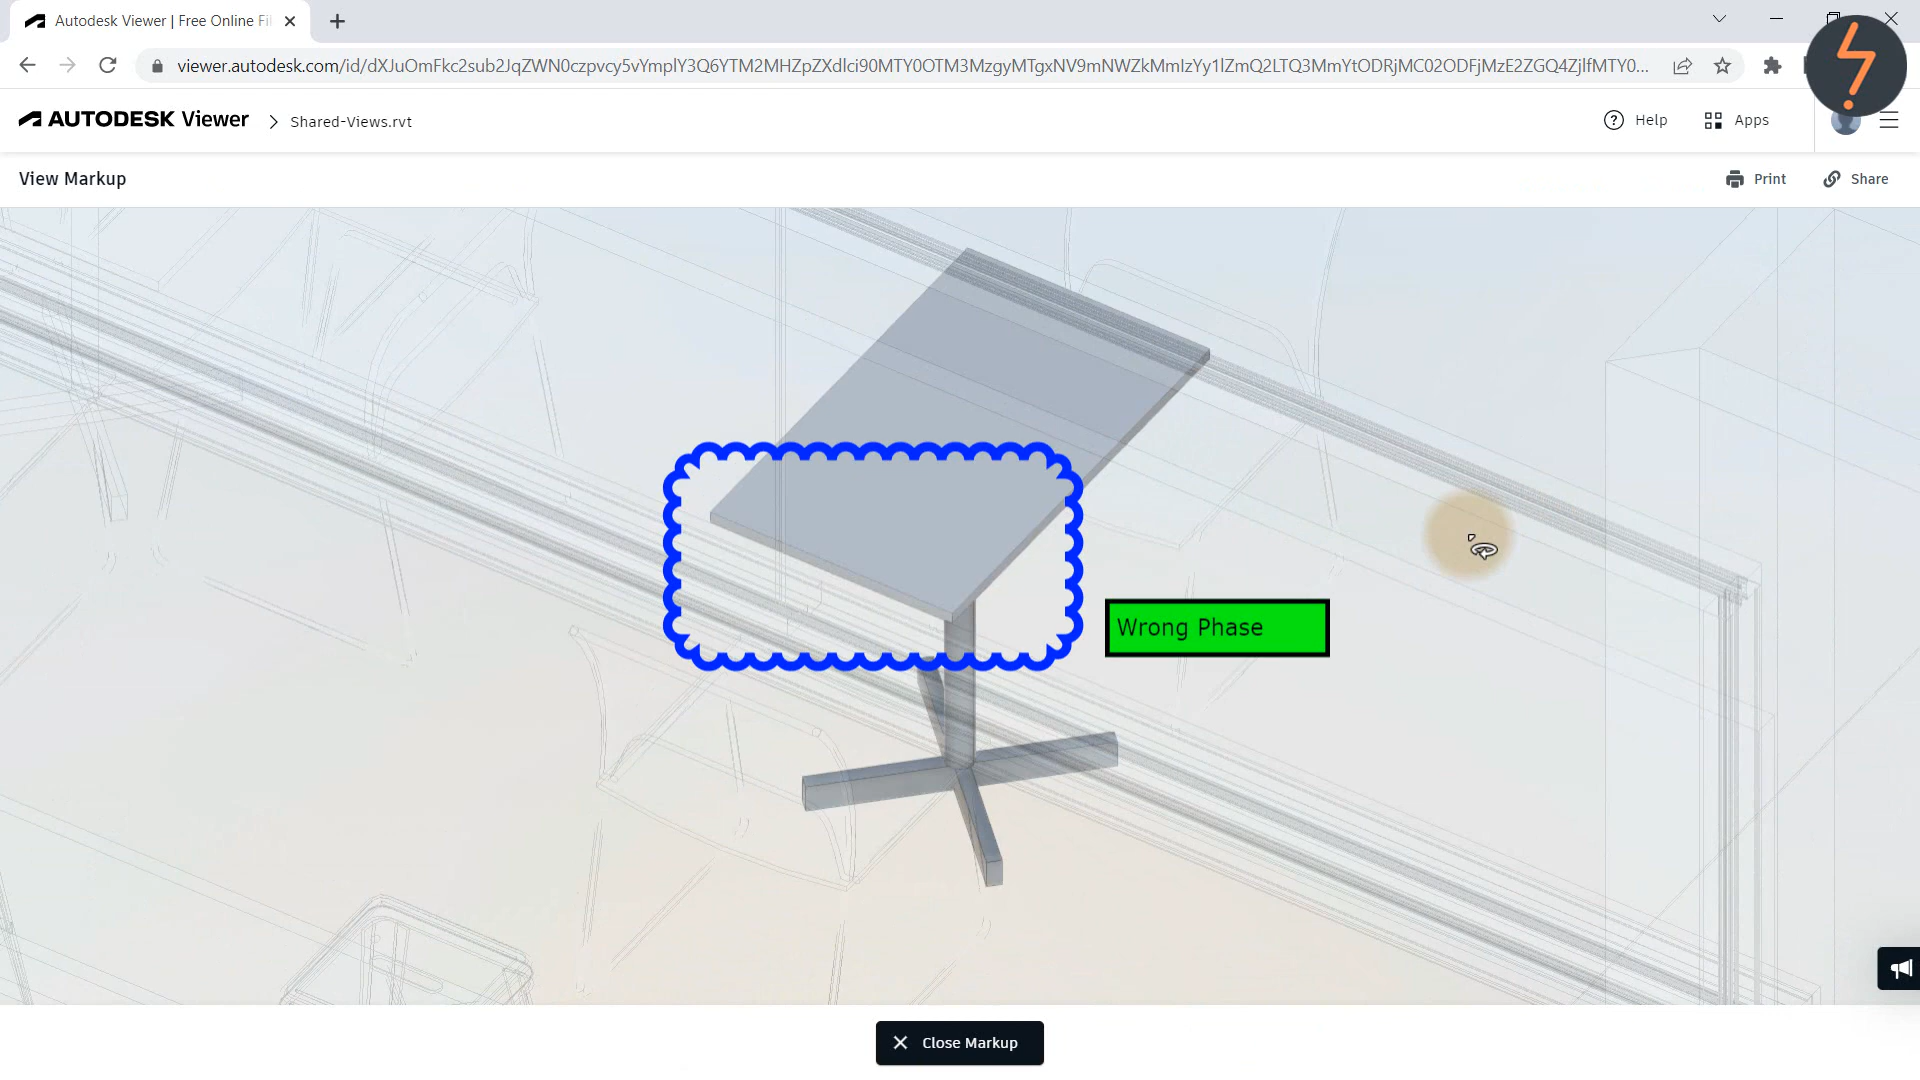 Autodesk Viewer | Free Online Fil
viewer.autodesk.com/id/
AUTODESK Viewer
Shared-Views.rvt
Help
Apps
View Markup
Print
Share
Wrong Phase
Close Markup